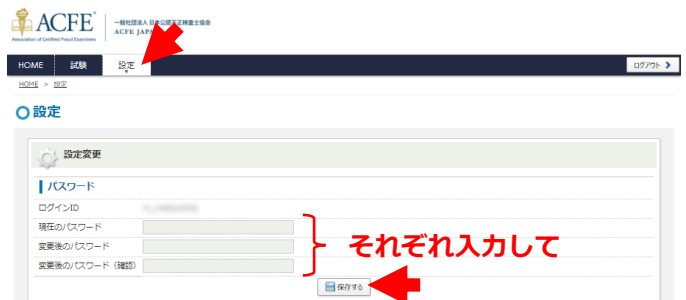 ACFE
Association of Certified Fraud Examiners
一般社団法人 日本公認不正検査士協会
ACFE JAPAN
HOME 試験 設定 ログアウト
HOME > 設定
設定
設定変更
パスワード
ログインID
現在のパスワード
変更後のパスワード
変更後のパスワード（確認）
それぞれ入力して
保存する